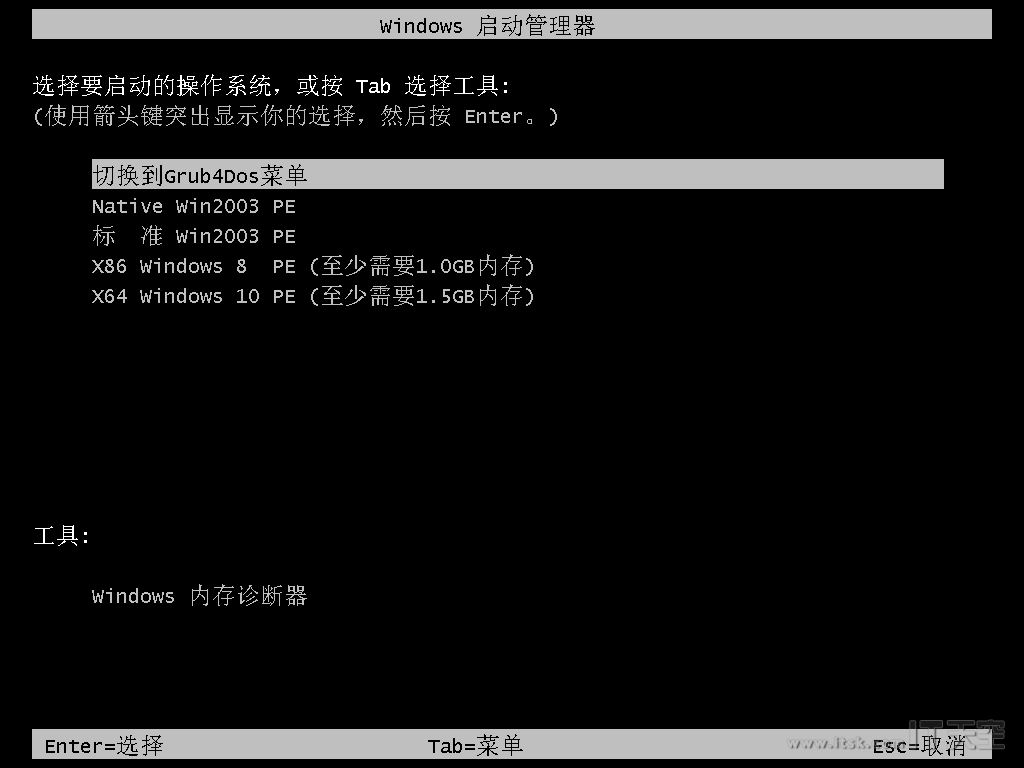 Windows 启动管理器
选择要启动的操作系统，或按 Tab 选择工具:
(使用箭头键突出显示你的选择，然后按 Enter。)
切换到Grub4Dos菜单
Native Win2003 PE
标  准 Win2003 PE
X86 Windows 8  PE (至少需要1.0GB内存)
X64 Windows 10 PE (至少需要1.5GB内存)
工具:
Windows 内存诊断器
Enter=选择 Tab=菜单 Esc=取消
IT天空
www.itsk.com